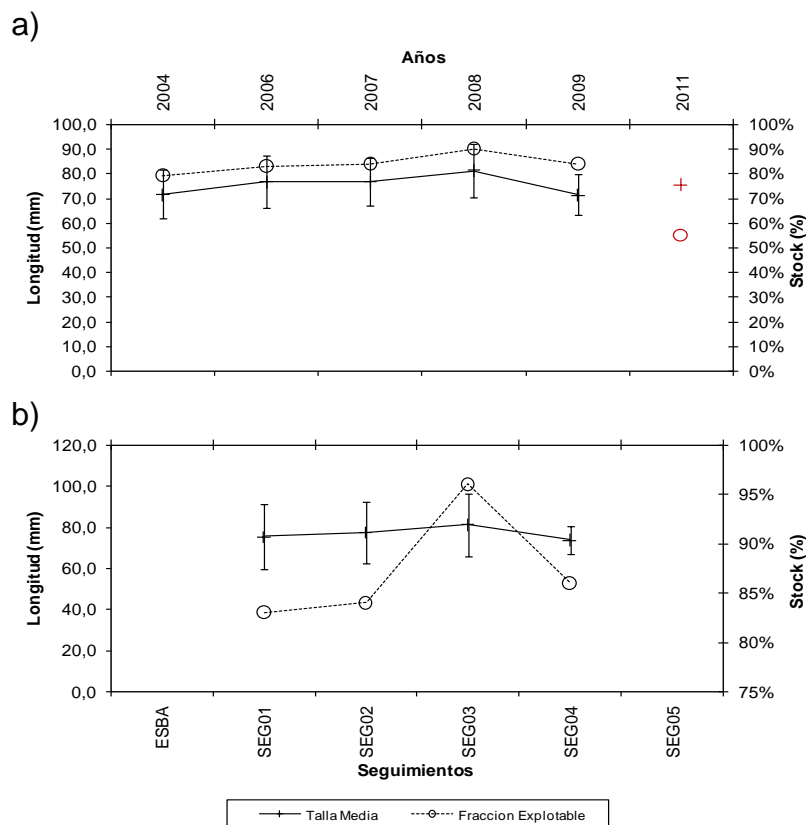 a)
Años
2004 2006 2007 2008 2009 2011
100,0 100%
90,0 90%
80,0 80%
70,0 70%
60,0 60%
50,0 50%
40,0 40%
30,0 30%
20,0 20%
10,0 10%
0,0 0%
Longitud (mm)
Stock (%)
b)
120,0 100%
100,0 95%
80,0 90%
60,0 85%
40,0 80%
20,0 75%
0,0
Longitud (mm)
Stock (%)
ESBA SEG01 SEG02 SEG03 SEG04 SEG05
Seguimientos
Talla Media Fraccion Explotable